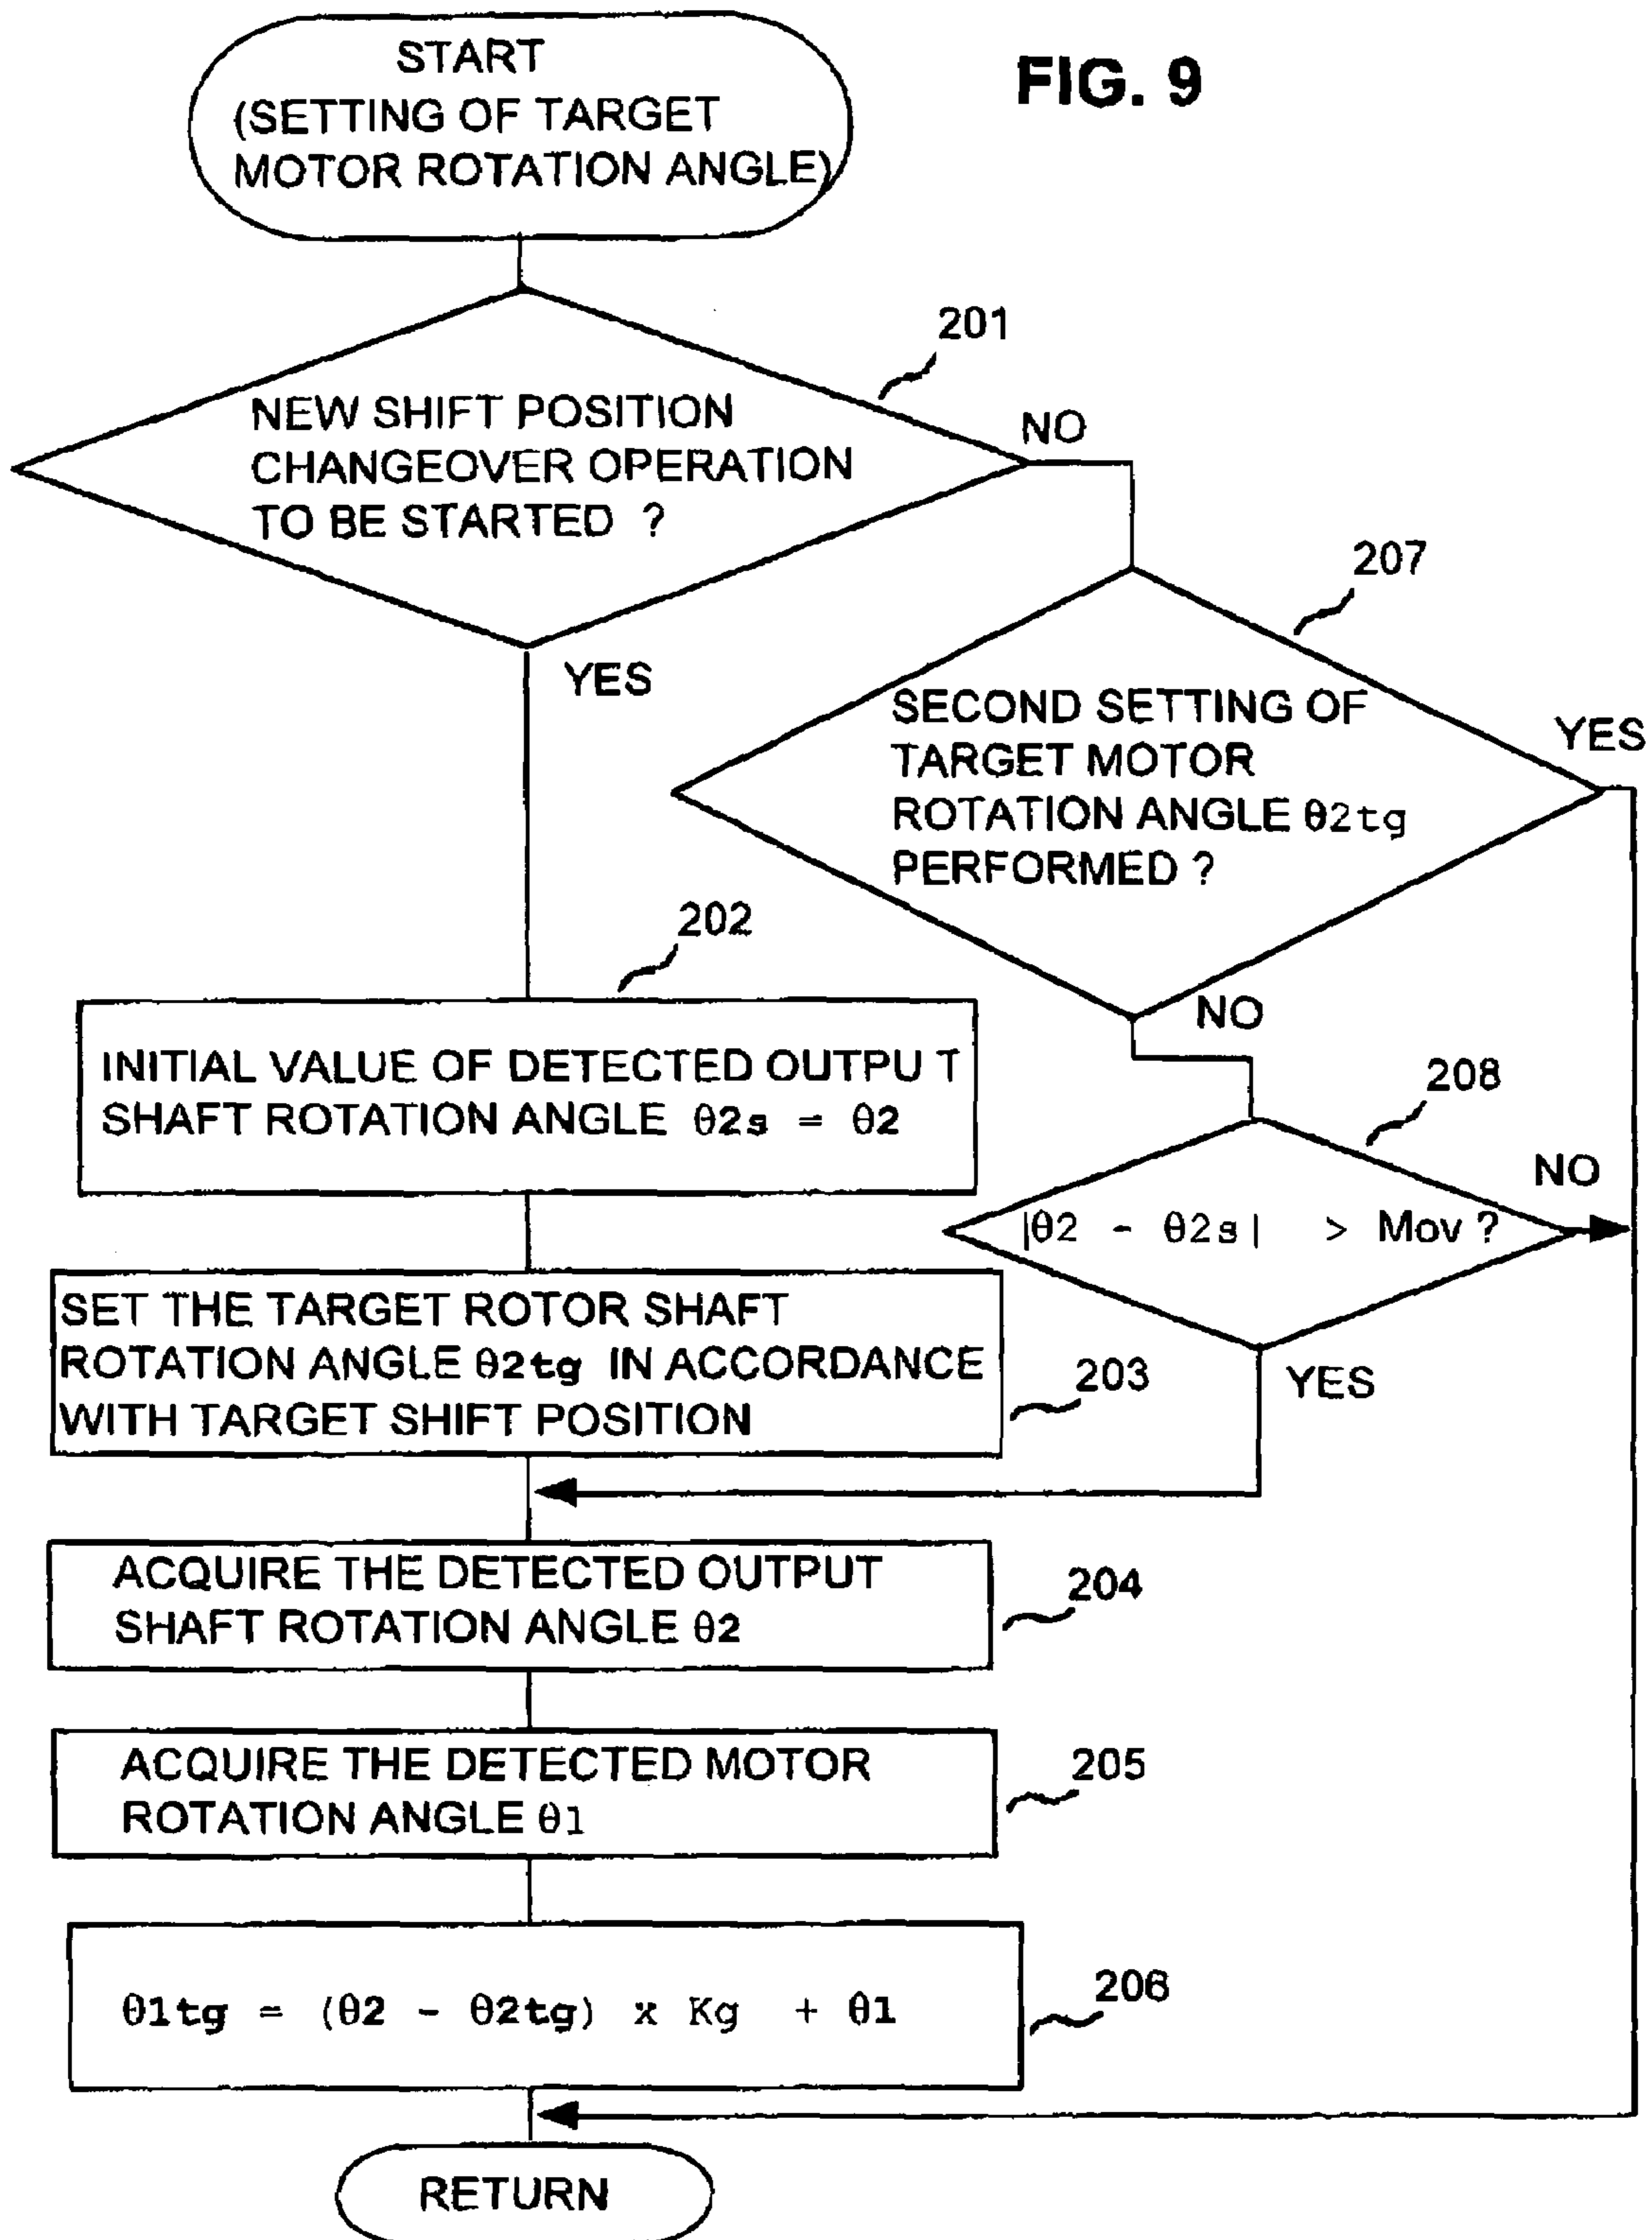 START
(SETTING OF TARGET
MOTOR ROTATION ANGLE)
FIG. 9
201
NEW SHIFT POSITION
CHANGEOVER OPERATION
TO BE STARTED ?
NO
YES
207
SECOND SETTING OF
TARGET MOTOR
ROTATION ANGLE θ2tg
PERFORMED ?
YES
NO
202
INITIAL VALUE OF DETECTED OUTPU T
SHAFT ROTATION ANGLE θ2s = θ2
208
|θ2 - θ2s| > Mov ?
NO
YES
SET THE TARGET ROTOR SHAFT
ROTATION ANGLE θ2tg IN ACCORDANCE
WITH TARGET SHIFT POSITION
203
ACQUIRE THE DETECTED OUTPUT
SHAFT ROTATION ANGLE θ2
204
ACQUIRE THE DETECTED MOTOR
ROTATION ANGLE θ1
205
θ1tg = (θ2 - θ2tg) x Kg + θ1
206
RETURN